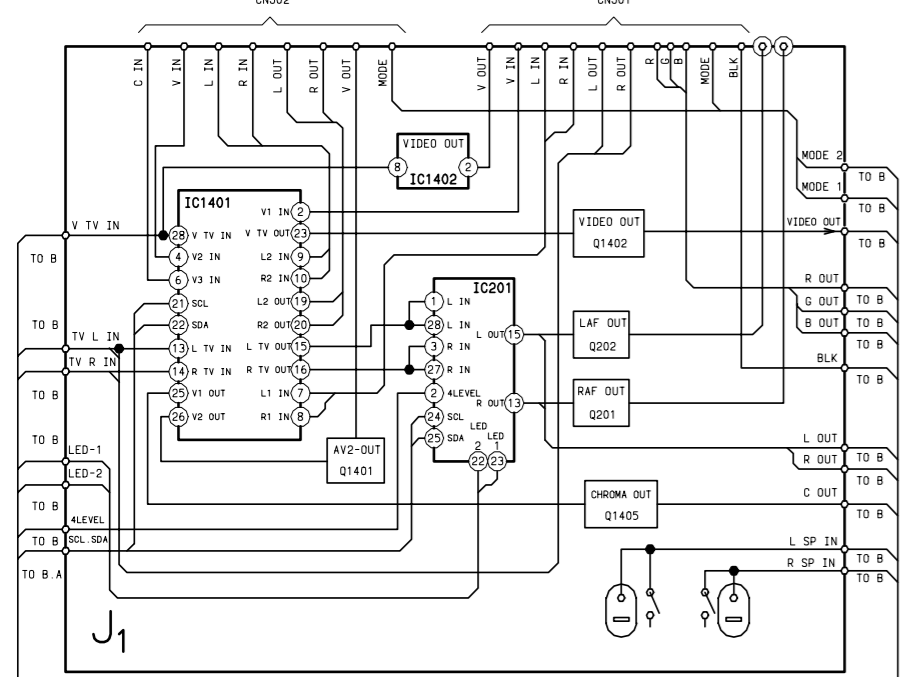 C IN
V IN
L IN
R IN
L OUT
R OUT
V OUT
MODE
V OUT
V IN
L IN
R IN
L OUT
R OUT
R
G
B
MODE
BLK
VIDEO OUT
8
2
IC1402
MODE 2
TO B
MODE 1
TO B
VIDEO OUT
TO B
R OUT
TO B
G OUT
TO B
B OUT
TO B
BLK
TO B
L OUT
TO B
R OUT
TO B
C OUT
TO B
L SP IN
TO B
R SP IN
TO B
V TV IN
TO B
TO B
TV L IN
TV R IN
TO B
TO B
LED-1
LED-2
TO B
4LEVEL
TO B
SCL.SDA
TO B.A
IC1401
28 V TV IN
4 V2 IN
6 V3 IN
21 SCL
22 SDA
13 L TV IN
14 R TV IN
25 V1 OUT
26 V2 OUT
V1 IN 2
V TV OUT 23
L2 IN 9
R2 IN 10
L2 OUT 19
R2 OUT 20
L TV OUT 15
R TV OUT 16
L1 IN 7
R1 IN 8
AV2-OUT
Q1401
IC201
1 L IN
28 L IN
3 R IN
27 R IN
2 4LEVEL
24 SCL
25 SDA
L OUT 15
R OUT 13
LED
2
22
LED
1
23
VIDEO OUT
Q1402
LAF OUT
Q202
RAF OUT
Q201
CHROMA OUT
Q1405
J1